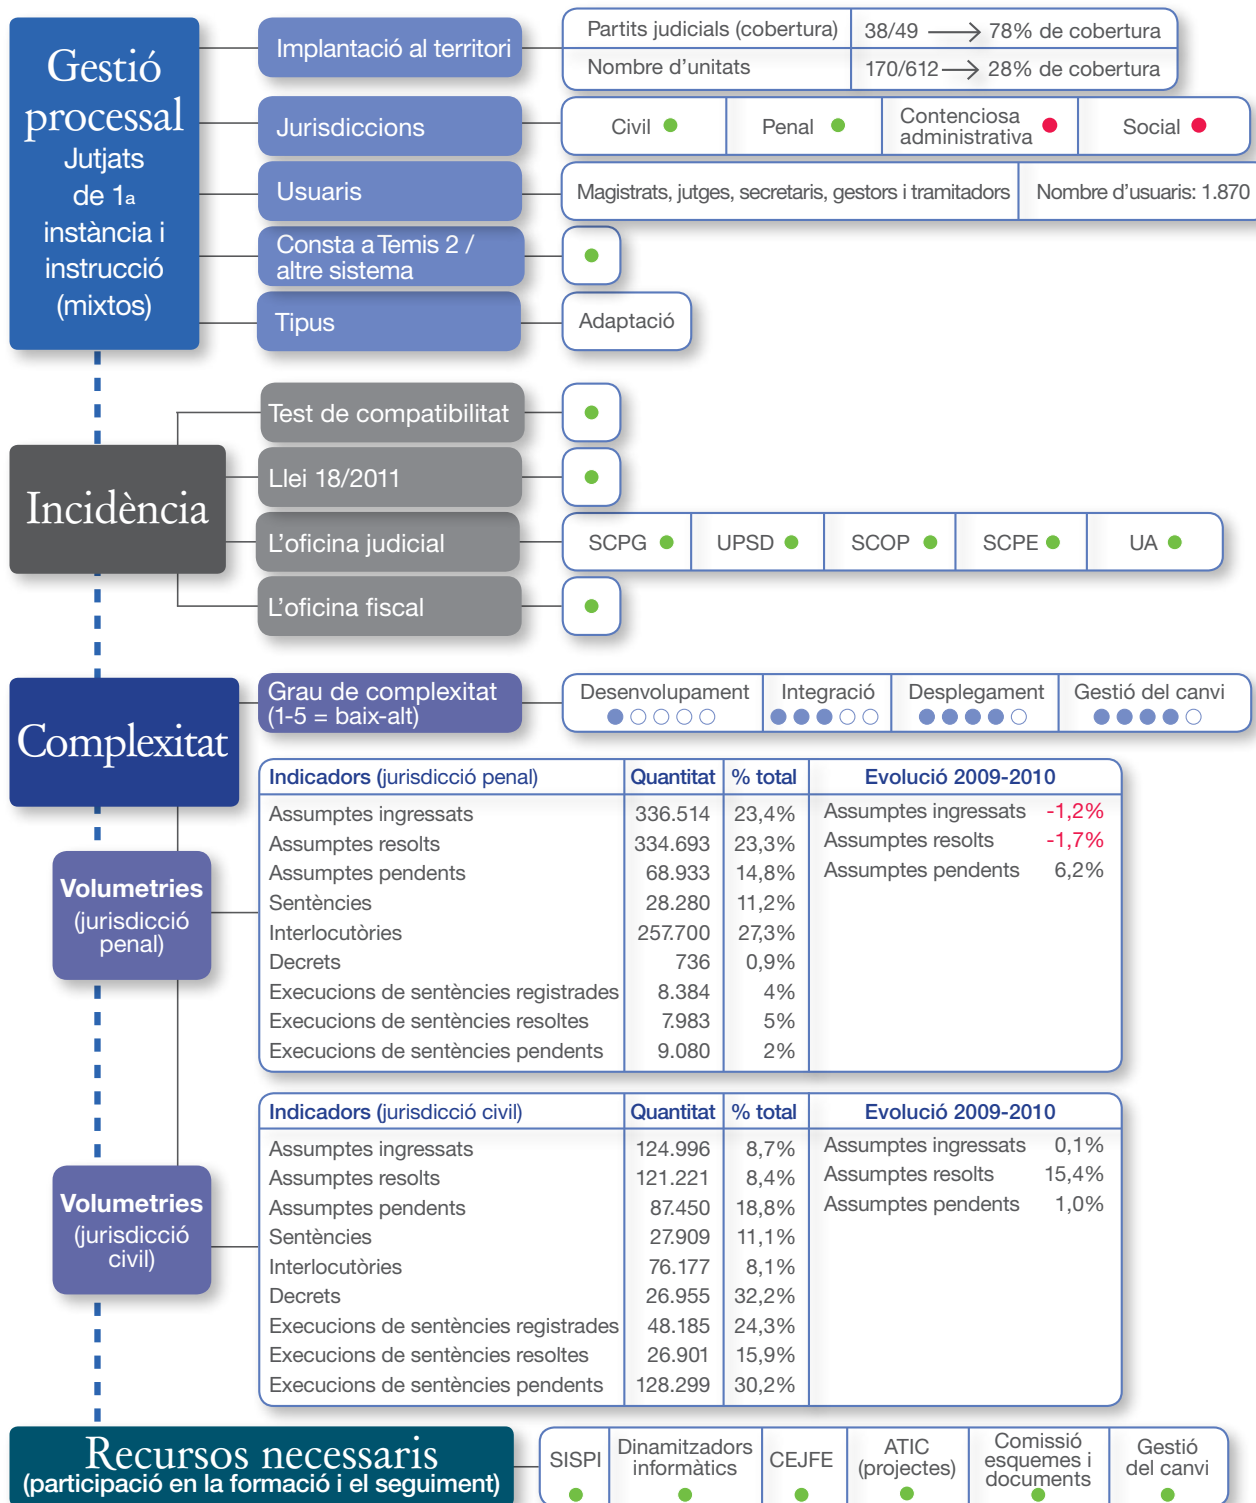 Gestió
processal
Jutjats
de 1a
instància i
instrucció
(mixtos)
Implantació al territori
Partits judicials (cobertura) 38/49 → 78% de cobertura
Nombre d'unitats 170/612 → 28% de cobertura
Jurisdiccions
Civil
Penal
Contenciosa
administrativa
Social
Usuaris
Magistrats, jutges, secretaris, gestors i tramitadors
Nombre d'usuaris: 1.870
Consta a Temis 2 /
altre sistema
Tipus
Adaptació
Incidència
Test de compatibilitat
Llei 18/2011
L'oficina judicial
SCPG
UPSD
SCOP
SCPE
UA
L'oficina fiscal
Complexitat
Grau de complexitat
(1-5 = baix-alt)
Desenvolupament
Integració
Desplegament
Gestió del canvi
Volumetries
(jurisdicció
penal)
Indicadors (jurisdicció penal) Quantitat % total Evolució 2009-2010
Assumptes ingressats 336.514 23,4% Assumptes ingressats -1,2%
Assumptes resolts 334.693 23,3% Assumptes resolts -1,7%
Assumptes pendents 68.933 14,8% Assumptes pendents 6,2%
Sentències 28.280 11,2%
Interlocutòries 257.700 27,3%
Decrets 736 0,9%
Execucions de sentències registrades 8.384 4%
Execucions de sentències resoltes 7.983 5%
Execucions de sentències pendents 9.080 2%
Volumetries
(jurisdicció
civil)
Indicadors (jurisdicció civil) Quantitat % total Evolució 2009-2010
Assumptes ingressats 124.996 8,7% Assumptes ingressats 0,1%
Assumptes resolts 121.221 8,4% Assumptes resolts 15,4%
Assumptes pendents 87.450 18,8% Assumptes pendents 1,0%
Sentències 27.909 11,1%
Interlocutòries 76.177 8,1%
Decrets 26.955 32,2%
Execucions de sentències registrades 48.185 24,3%
Execucions de sentències resoltes 26.901 15,9%
Execucions de sentències pendents 128.299 30,2%
Recursos necessaris
(participació en la formació i el seguiment)
SISPI
Dinamitzadors
informàtics
CEJFE
ATIC
(projectes)
Comissió
esquemes i
documents
Gestió
del canvi